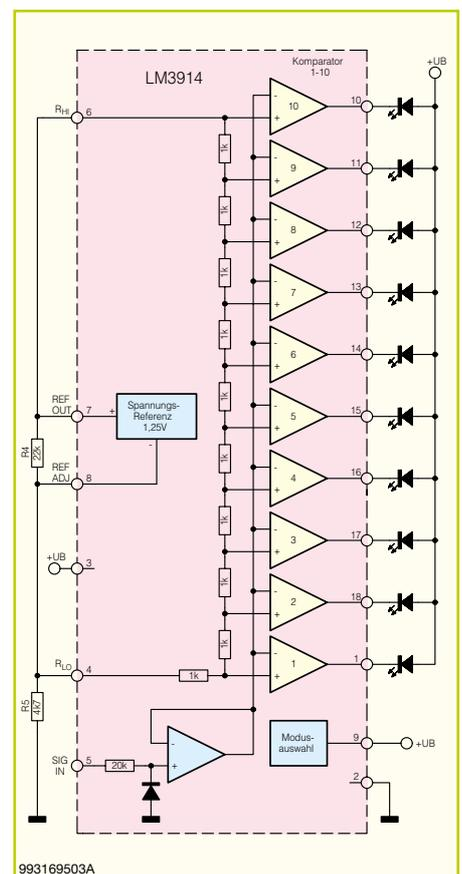 LM3914
Komparator
1-10
+UB
RHI
6
10
10
1k
9
11
1k
8
12
1k
7
13
1k
6
14
1k
REF
OUT
7
+
Spannungs-
Referenz
1,25V
-
5
15
R4
22k
1k
REF
ADJ
8
4
16
1k
3
17
+UB
3
1k
2
18
1k
RLO
4
1k
1
1
R5
4k7
Modus-
auswahl
9
+UB
SIG
IN
5
20k
-
+
2
993169503A